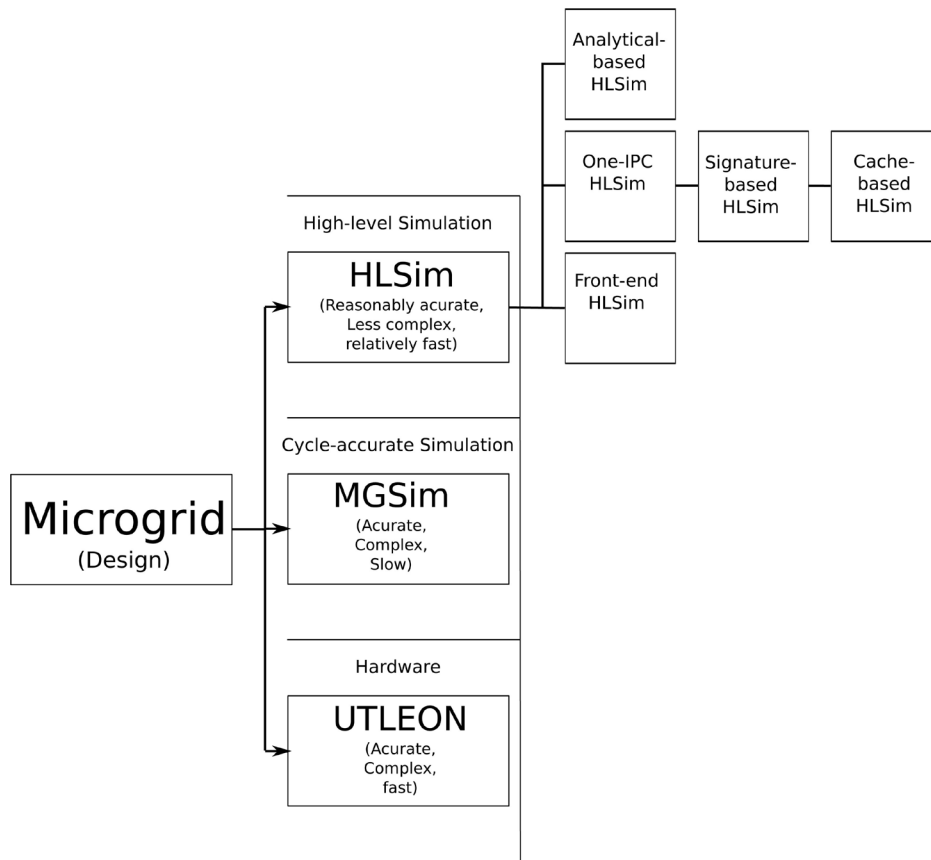 Analytical-
based
HLSim
One-IPC
HLSim
Signature-
based
HLSim
Cache-
based
HLSim
Front-end
HLSim
High-level Simulation
HLSim
(Reasonably acurate,
Less complex,
relatively fast)
Cycle-accurate Simulation
MGSim
(Acurate,
Complex,
Slow)
Microgrid
(Design)
Hardware
UTLEON
(Acurate,
Complex,
fast)